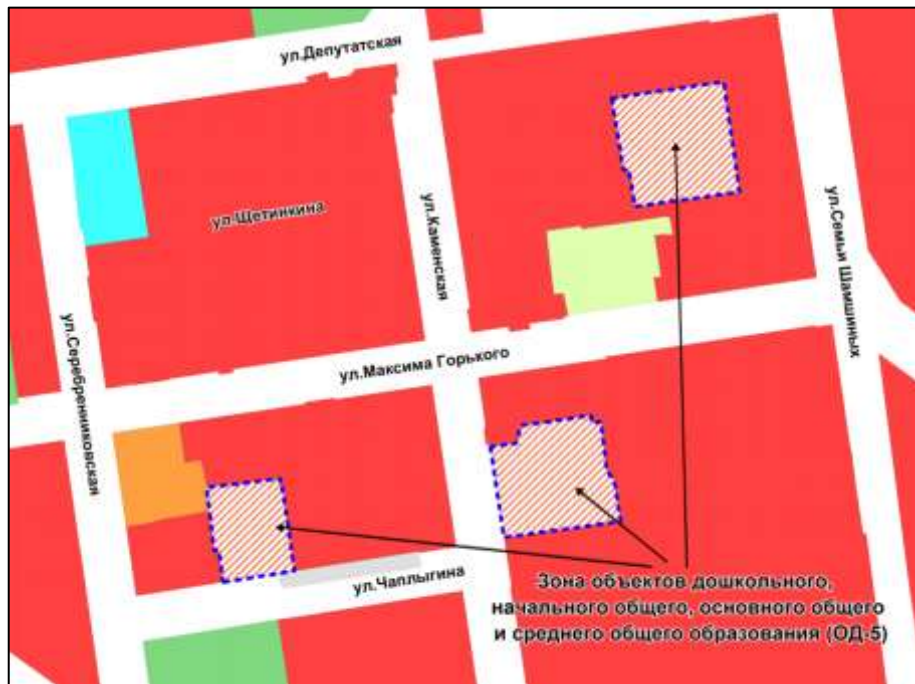 ул.Депутатская
ул.Щетинкина
ул.Каменская
ул.Семьи Шамшиных
ул.Серебренниковская
ул.Максима Горького
ул.Чаплыгина
Зона объектов дошкольного,
начального общего, основного общего
и среднего общего образования (ОД-5)